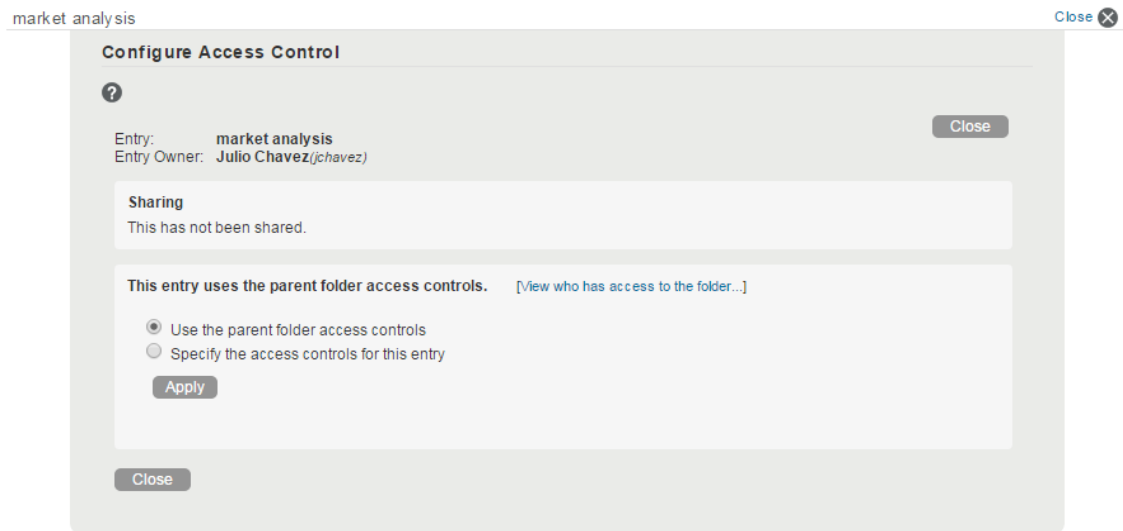 market analysis
Close
Configure Access Control
?
Close
Entry: market analysis
Entry Owner: Julio Chavez(jchavez)
Sharing
This has not been shared.
This entry uses the parent folder access controls. [View who has access to the folder...]
Use the parent folder access controls
Specify the access controls for this entry
Apply
Close